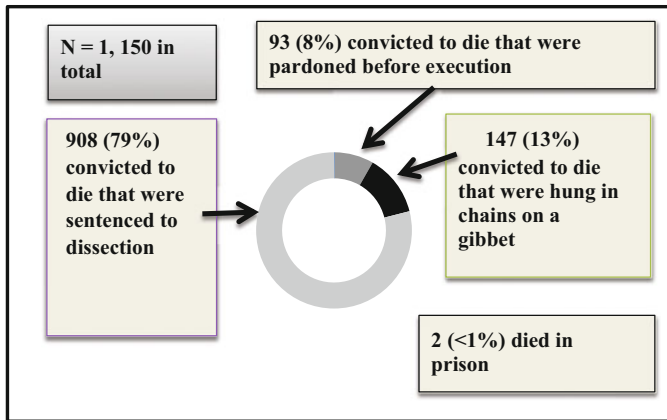 N = 1, 150 in
total
93 (8%) convicted to die that were
pardoned before execution
908 (79%)
convicted to
die that were
sentenced to
dissection
147 (13%)
convicted to die
that were hung in
chains on a
gibbet
2 (<1%) died in
prison